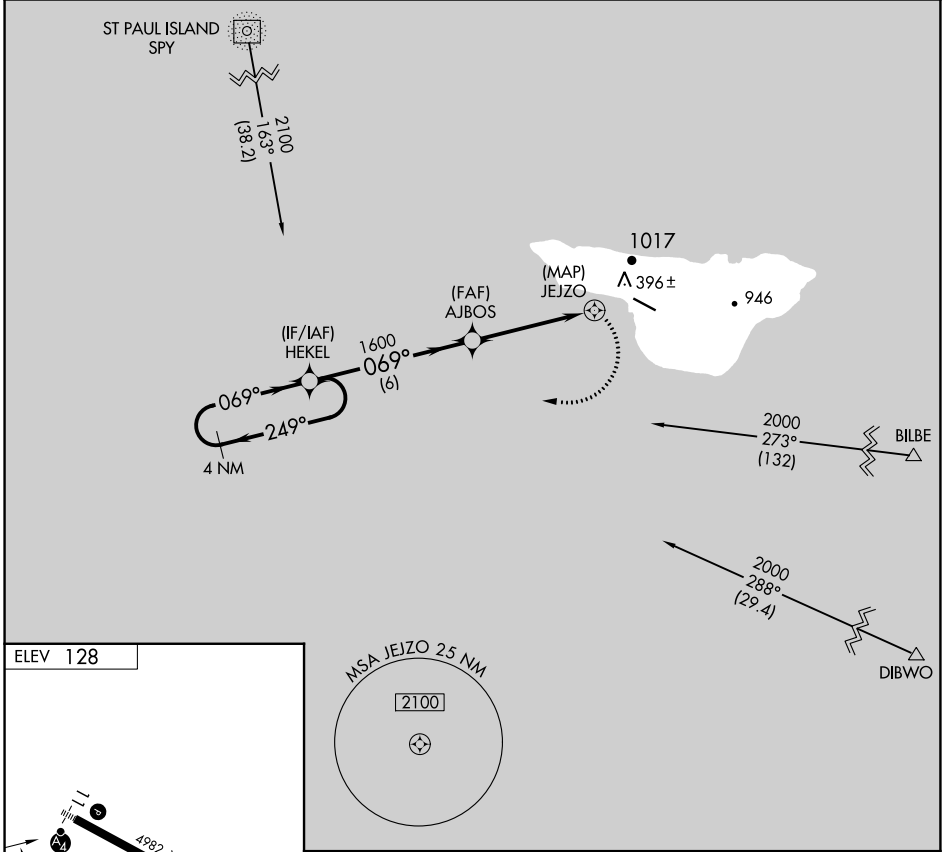 ST PAUL ISLAND
SPY
2100
163°
(38.2)
1017
396±
946
(MAP)
JEJZO
(FAF)
AJBOS
(IF/IAF)
HEKEL
1600
069°
(6)
069°
249°
4 NM
2000
273°
(132)
BILBE
2000
288°
(29.4)
DIBWO
ELEV 128
MSA JEJZO 25 NM
2100
11
P
A4
4982